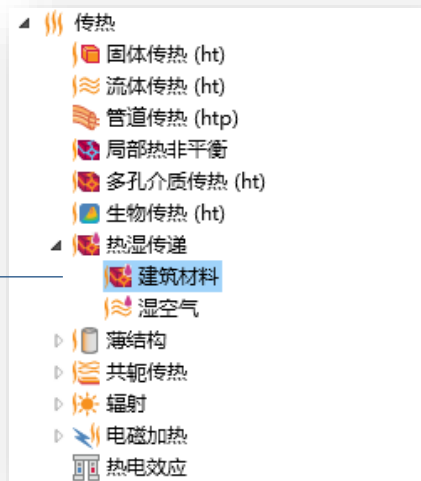 传热
固体传热 (ht)
流体传热 (ht)
管道传热 (htp)
局部热非平衡
多孔介质传热 (ht)
生物传热 (ht)
热湿传递
建筑材料
湿空气
薄结构
共轭传热
辐射
电磁加热
热电效应